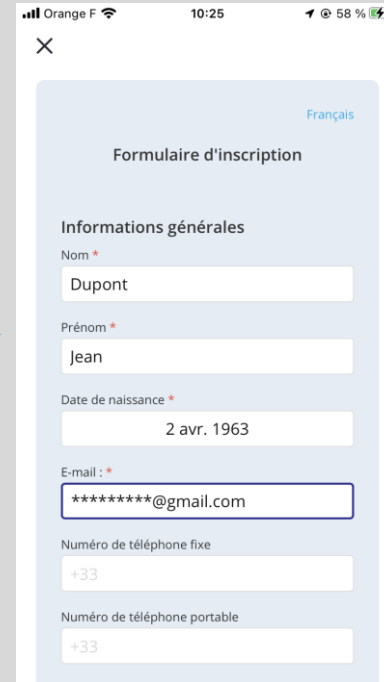 Orange F 10:25 58 %
Français
Formulaire d'inscription
Informations générales
Nom *
Dupont
Prénom *
Jean
Date de naissance *
2 avr. 1963
E-mail : *
*********@gmail.com
Numéro de téléphone fixe
+33
Numéro de téléphone portable
+33